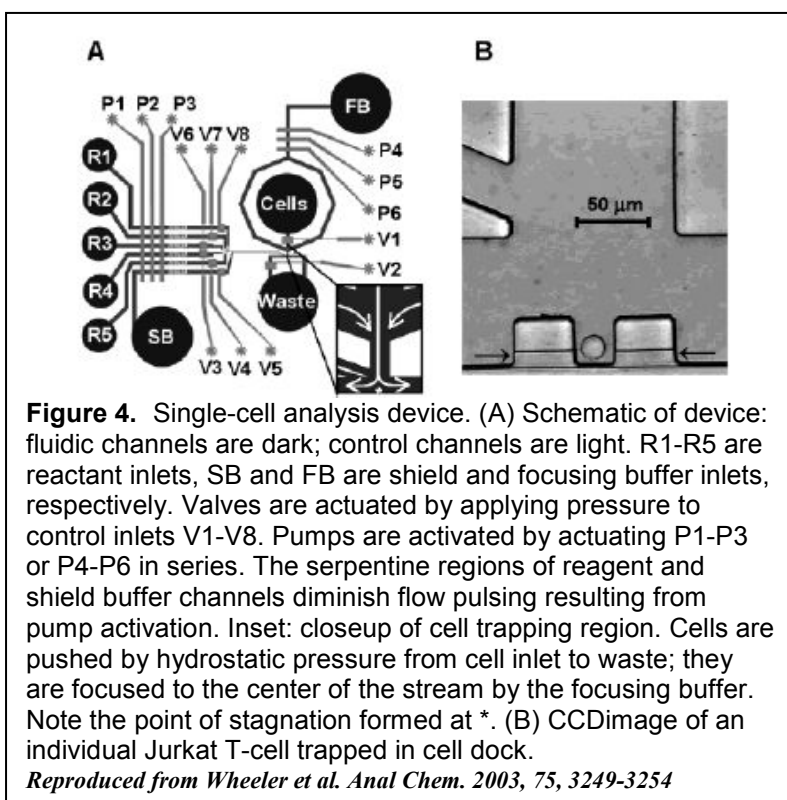 A
B
P1 P2 P3
FB
V6 V7 V8
P4
R1
P5
R2
Cells
P6
50 µm
R3
V1
R4
V2
Waste
R5
SB
V3 V4 V5
Figure 4. Single-cell analysis device. (A) Schematic of device:
fluidic channels are dark; control channels are light. R1-R5 are
reactant inlets, SB and FB are shield and focusing buffer inlets,
respectively. Valves are actuated by applying pressure to
control inlets V1-V8. Pumps are activated by actuating P1-P3
or P4-P6 in series. The serpentine regions of reagent and
shield buffer channels diminish flow pulsing resulting from
pump activation. Inset: closeup of cell trapping region. Cells are
pushed by hydrostatic pressure from cell inlet to waste; they
are focused to the center of the stream by the focusing buffer.
Note the point of stagnation formed at *. (B) CCDimage of an
individual Jurkat T-cell trapped in cell dock.
Reproduced from Wheeler et al. Anal Chem. 2003, 75, 3249-3254